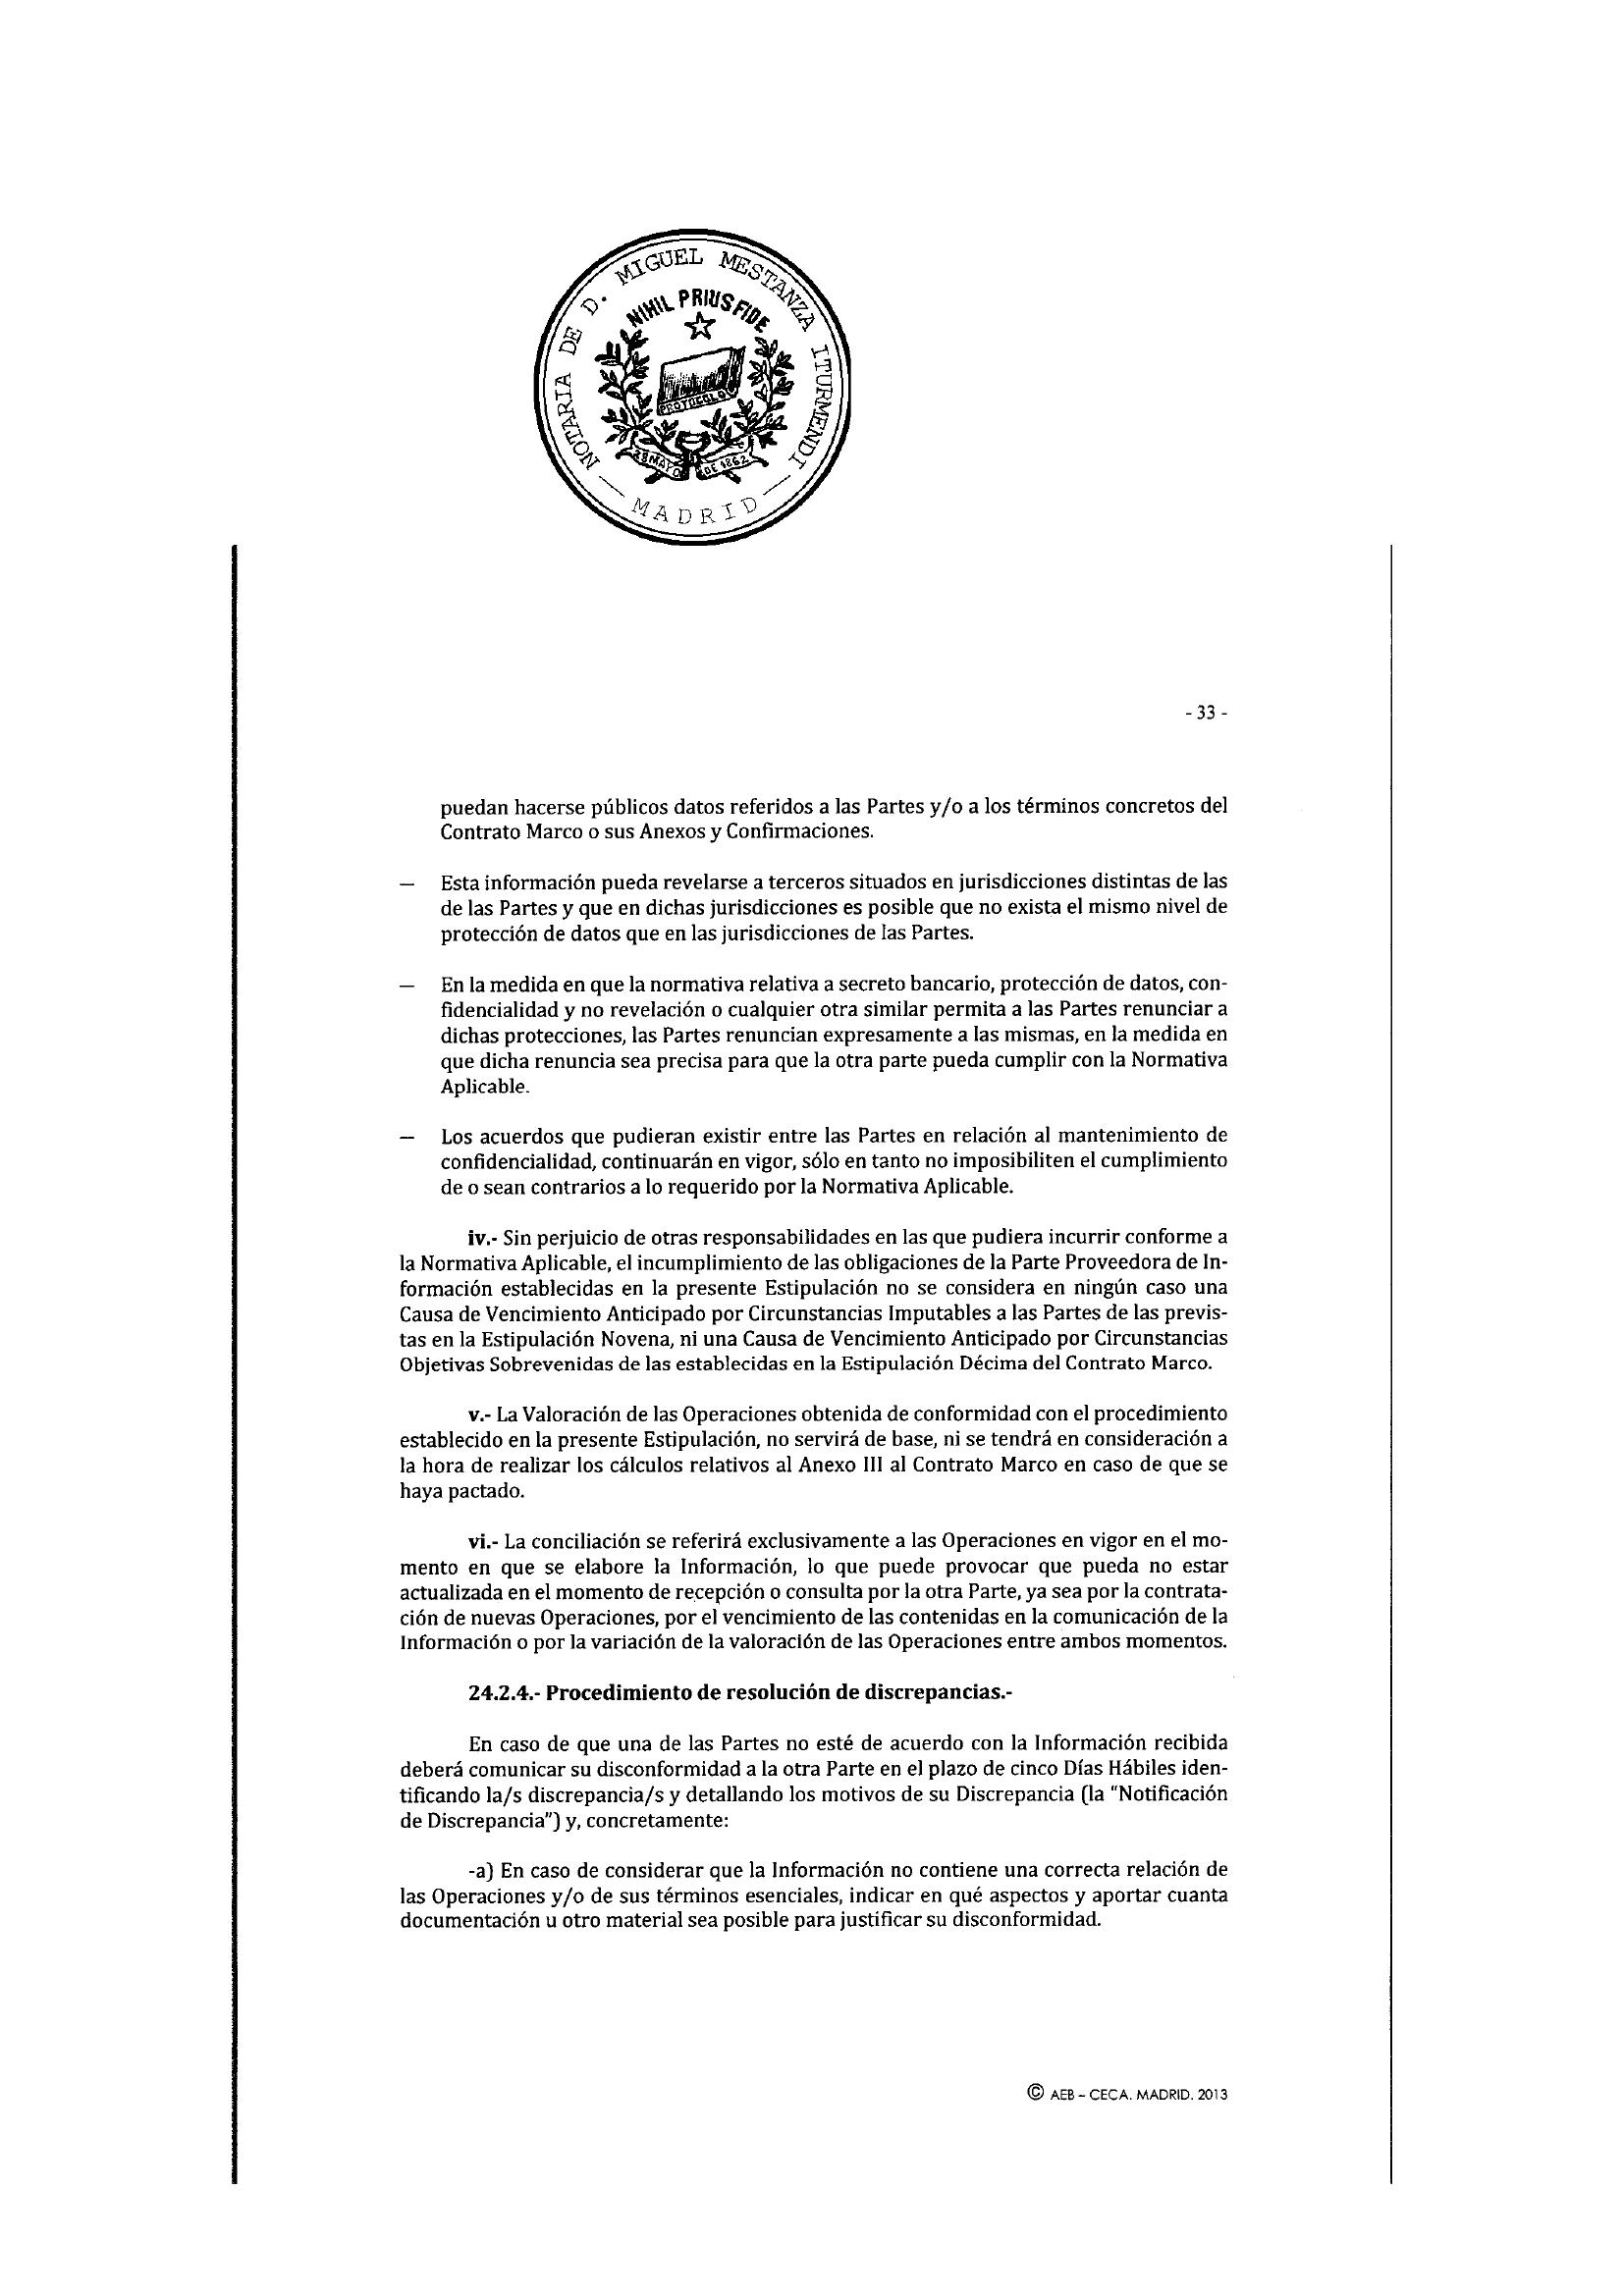 NOTARIA DE D. MIGUEL MESTANZA ITURMENDI
NIHIL PRIUS FIDE
PROTOCOLO
28 MAYO DE 1862
MADRID
- 33 -
puedan hacerse públicos datos referidos a las Partes y/o a los términos concretos del
Contrato Marco o sus Anexos y Confirmaciones.
— Esta información pueda revelarse a terceros situados en jurisdicciones distintas de las
de las Partes y que en dichas jurisdicciones es posible que no exista el mismo nivel de
protección de datos que en las jurisdicciones de las Partes.
— En la medida en que la normativa relativa a secreto bancario, protección de datos, con-
fidencialidad y no revelación o cualquier otra similar permita a las Partes renunciar a
dichas protecciones, las Partes renuncian expresamente a las mismas, en la medida en
que dicha renuncia sea precisa para que la otra parte pueda cumplir con la Normativa
Aplicable.
— Los acuerdos que pudieran existir entre las Partes en relación al mantenimiento de
confidencialidad, continuarán en vigor, sólo en tanto no imposibiliten el cumplimiento
de o sean contrarios a lo requerido por la Normativa Aplicable.
iv.- Sin perjuicio de otras responsabilidades en las que pudiera incurrir conforme a
la Normativa Aplicable, el incumplimiento de las obligaciones de la Parte Proveedora de In-
formación establecidas en la presente Estipulación no se considera en ningún caso una
Causa de Vencimiento Anticipado por Circunstancias Imputables a las Partes de las previs-
tas en la Estipulación Novena, ni una Causa de Vencimiento Anticipado por Circunstancias
Objetivas Sobrevenidas de las establecidas en la Estipulación Décima del Contrato Marco.
v.- La Valoración de las Operaciones obtenida de conformidad con el procedimiento
establecido en la presente Estipulación, no servirá de base, ni se tendrá en consideración a
la hora de realizar los cálculos relativos al Anexo III al Contrato Marco en caso de que se
haya pactado.
vi.- La conciliación se referirá exclusivamente a las Operaciones en vigor en el mo-
mento en que se elabore la Información, lo que puede provocar que pueda no estar
actualizada en el momento de recepción o consulta por la otra Parte, ya sea por la contrata-
ción de nuevas Operaciones, por el vencimiento de las contenidas en la comunicación de la
Información o por la variación de la valoración de las Operaciones entre ambos momentos.
24.2.4.- Procedimiento de resolución de discrepancias.-
En caso de que una de las Partes no esté de acuerdo con la Información recibida
deberá comunicar su disconformidad a la otra Parte en el plazo de cinco Días Hábiles iden-
tificando la/s discrepancia/s y detallando los motivos de su Discrepancia (la "Notificación
de Discrepancia") y, concretamente:
-a) En caso de considerar que la Información no contiene una correcta relación de
las Operaciones y/o de sus términos esenciales, indicar en qué aspectos y aportar cuanta
documentación u otro material sea posible para justificar su disconformidad.
© AEB – CECA. MADRID. 2013